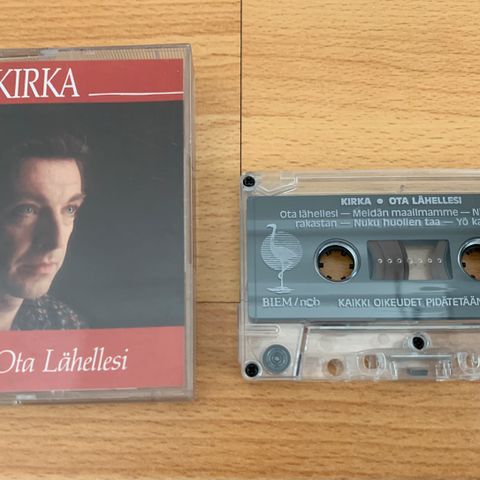 KIRKA
Ota Lähellesi
KIRKA • OTA LÄHELLESI
Ota lähellesi — Meidän maailmamme —
rakastan — Nuku, huolien taa — Yö
BIEM/ncb
KAIKKI OIKEUDET PIDÄTETÄÄN